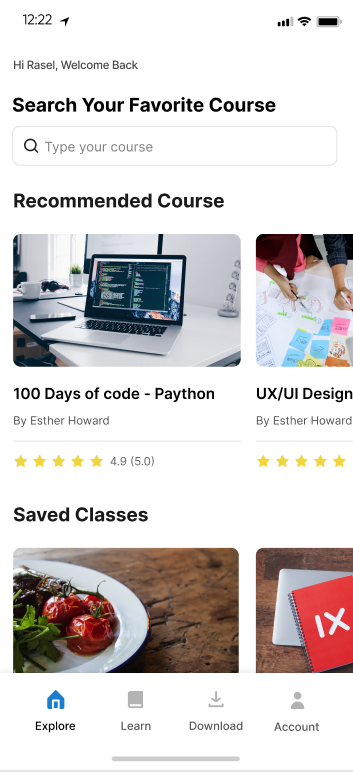 12:22
Hi Rasel, Welcome Back
Search Your Favorite Course
Type your course
Recommended Course
100 Days of code - Paython
By Esther Howard
4.9 (5.0)
UX/UI Design
By Esther Howard
Saved Classes
Explore
Learn
Download
Account